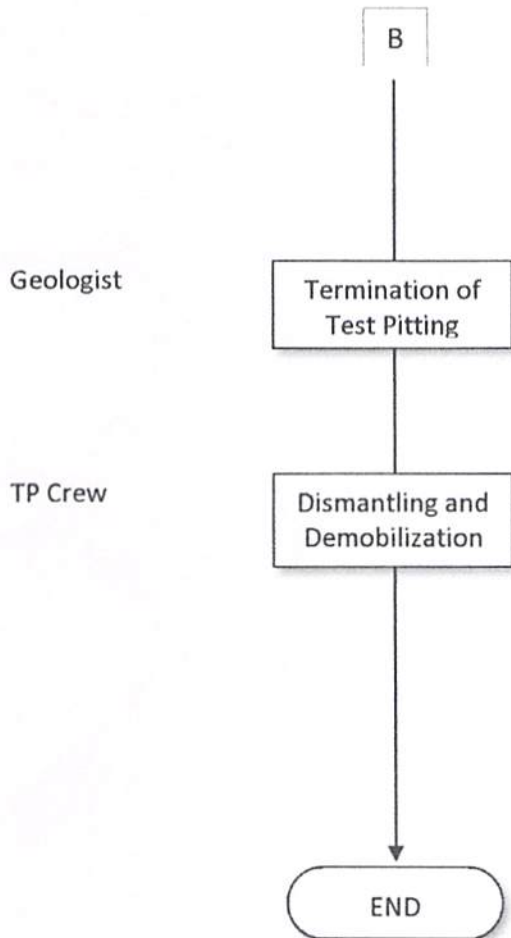 B
Geologist
Termination of
Test Pitting
TP Crew
Dismantling and
Demobilization
END